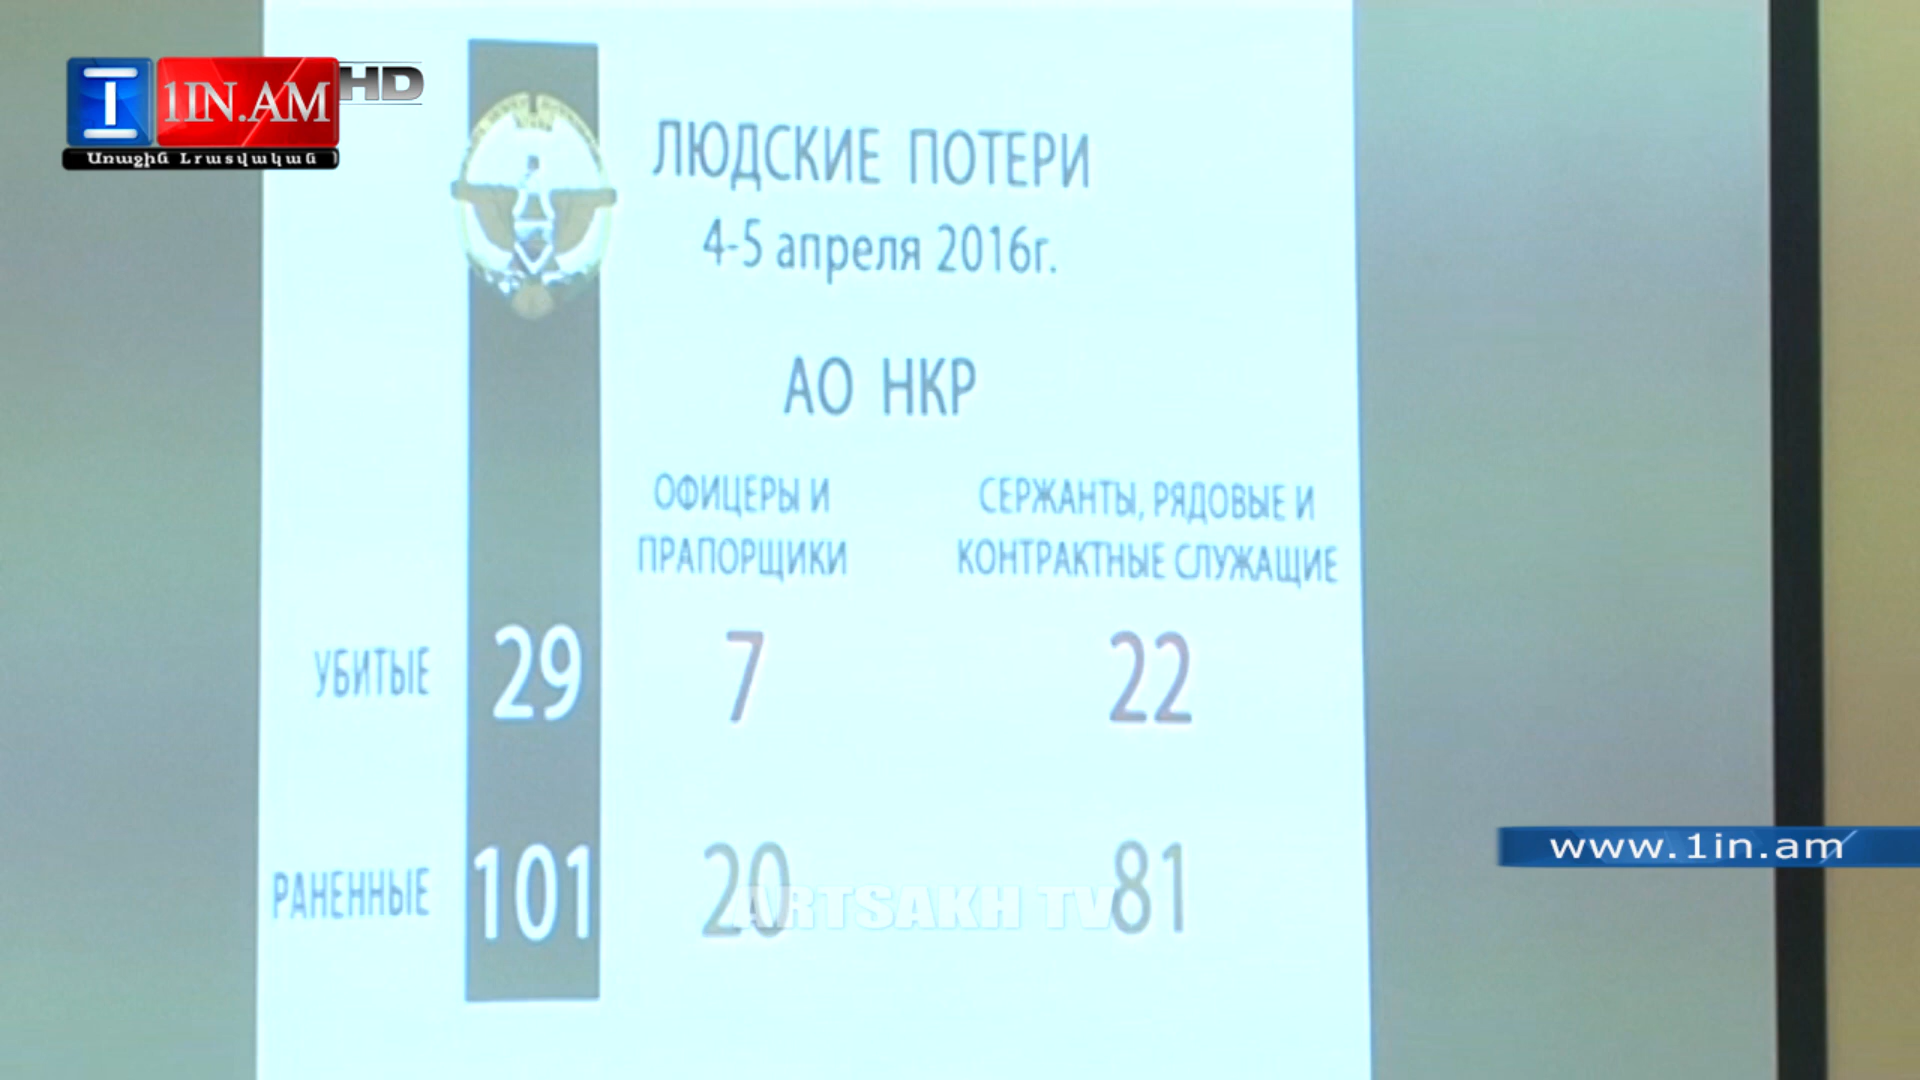 1IN.AM HD
Առաջին Լրատվական
ЛЮДСКИЕ ПОТЕРИ
4-5 апреля 2016г.
АО НКР
ОФИЦЕРЫ И
ПРАПОРЩИКИ
СЕРЖАНТЫ, РЯДОВЫЕ И
КОНТРАКТНЫЕ СЛУЖАЩИЕ
УБИТЫЕ 29 7 22
РАНЕННЫЕ 101 20 81
ARTSAKH TV
www.1in.am